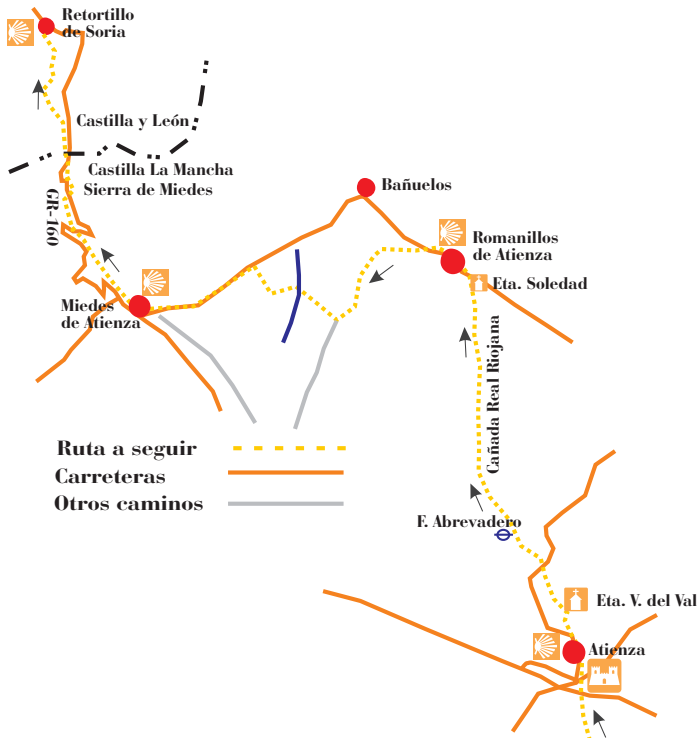 Retortillo
de Soria
Castilla y León
Castilla La Mancha
Sierra de Miedes
GR-160
Bañuelos
Romanillos
de Atienza
Eta. Soledad
Miedes
de Atienza
Cañada Real Riojana
Ruta a seguir
Carreteras
Otros caminos
F. Abrevadero
Eta. V. del Val
Atienza